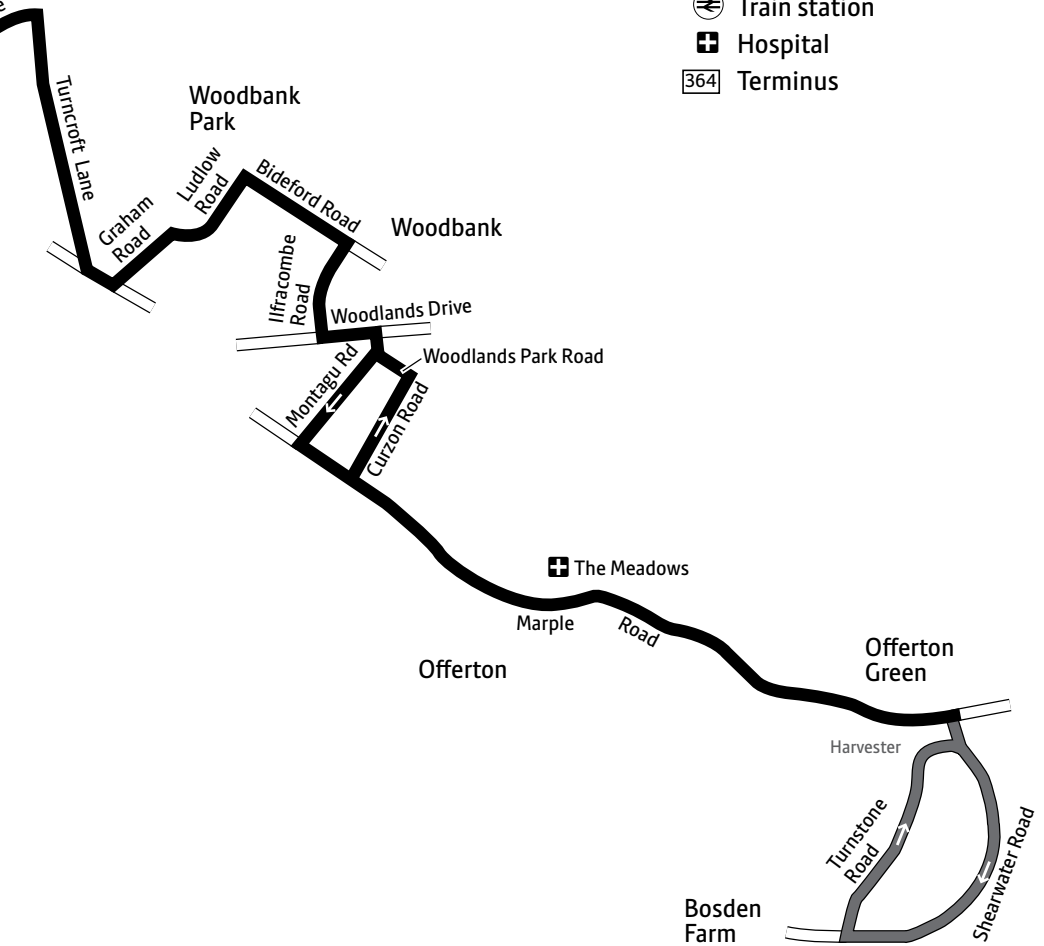 Train station
Hospital
364 Terminus
Turncroft Lane
Woodbank
Park
Ludlow
Road
Graham
Road
Bideford Road
Woodbank
Ilfracombe
Road
Woodlands Drive
Woodlands Park Road
Montagu Rd
Curzon Road
The Meadows
Marple
Road
Offerton
Offerton
Green
Harvester
Turnstone
Road
Shearwater Road
Bosden
Farm